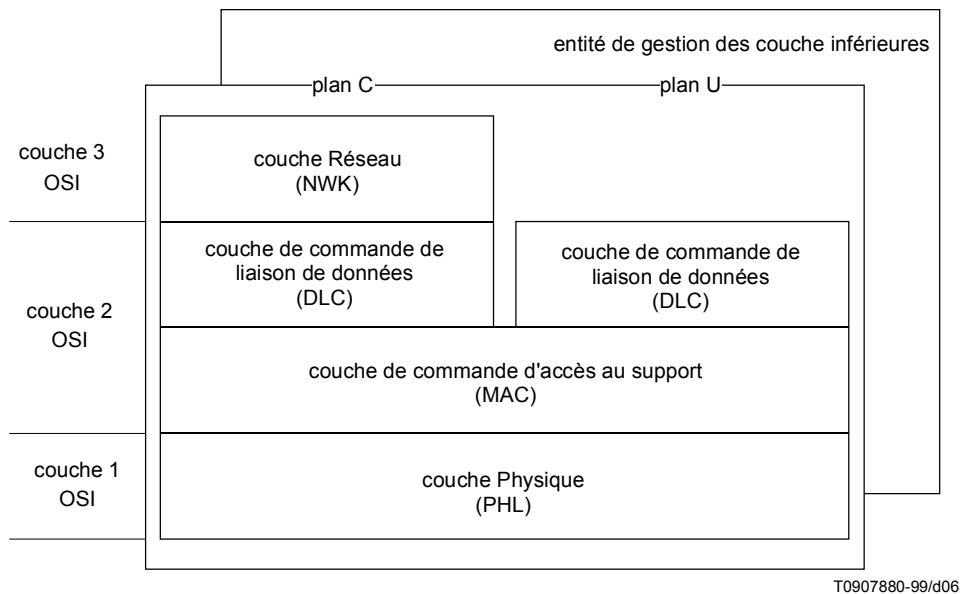 entité de gestion des couche inférieures
plan C
plan U
couche 3
OSI
couche Réseau
(NWK)
couche 2
OSI
couche de commande de
liaison de données
(DLC)
couche de commande de
liaison de données
(DLC)
couche de commande d'accès au support
(MAC)
couche 1
OSI
couche Physique
(PHL)
T0907880-99/d06